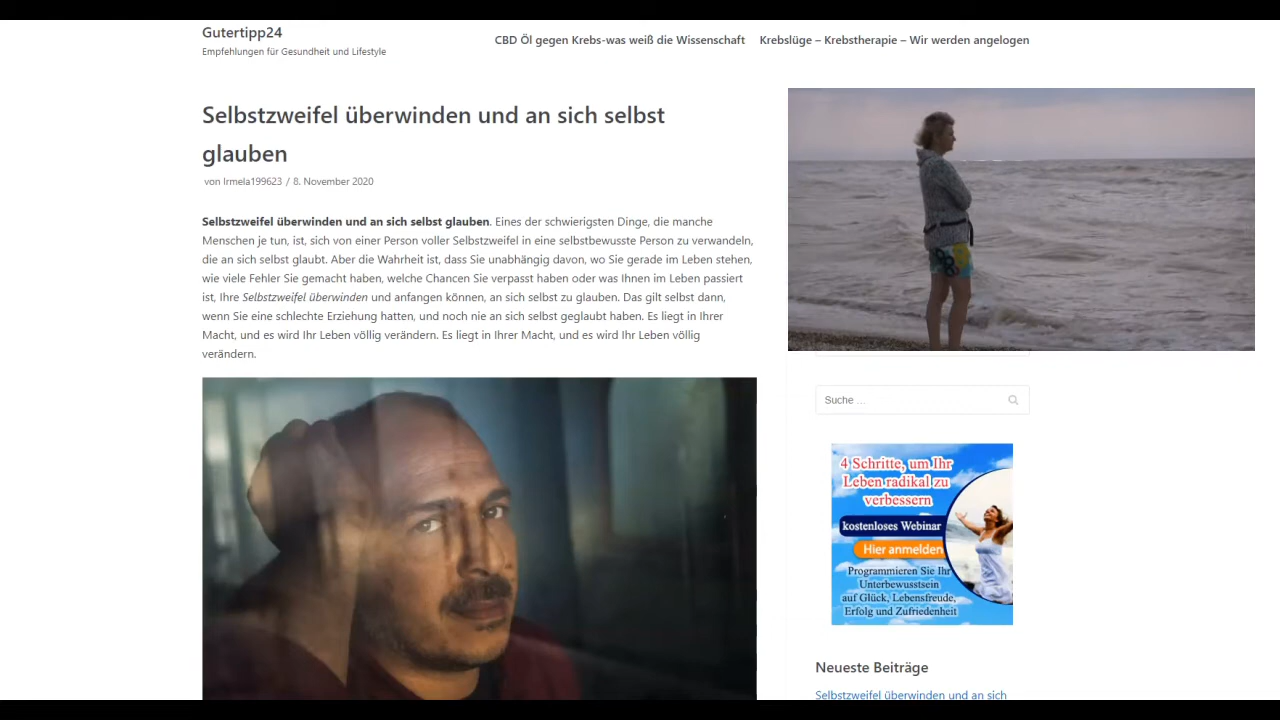 Gutertipp24
Empfehlungen für Gesundheit und Lifestyle
CBD Öl gegen Krebs-was weiß die Wissenschaft
Krebslüge – Krebstherapie – Wir werden angelogen
Selbstzweifel überwinden und an sich selbst
glauben
von Irmela199623 / 8. November 2020
Selbstzweifel überwinden und an sich selbst glauben. Eines der schwierigsten Dinge, die manche
Menschen je tun, ist, sich von einer Person voller Selbstzweifel in eine selbstbewusste Person zu verwandeln,
die an sich selbst glaubt. Aber die Wahrheit ist, dass Sie unabhängig davon, wo Sie gerade im Leben stehen,
wie viele Fehler Sie gemacht haben, welche Chancen Sie verpasst haben oder was Ihnen im Leben passiert
ist, Ihre Selbstzweifel überwinden und anfangen können, an sich selbst zu glauben. Das gilt selbst dann,
wenn Sie eine schlechte Erziehung hatten, und noch nie an sich selbst geglaubt haben. Es liegt in Ihrer
Macht, und es wird Ihr Leben völlig verändern. Es liegt in Ihrer Macht, und es wird Ihr Leben völlig
verändern.
Suche …
4 Schritte, um Ihr
Leben radikal zu
verbessern
kostenloses Webinar
Hier anmelden
Programmieren Sie Ihr
Unterbewusstsein
auf Glück, Lebensfreude,
Erfolg und Zufriedenheit
Neueste Beiträge
Selbstzweifel überwinden und an sich